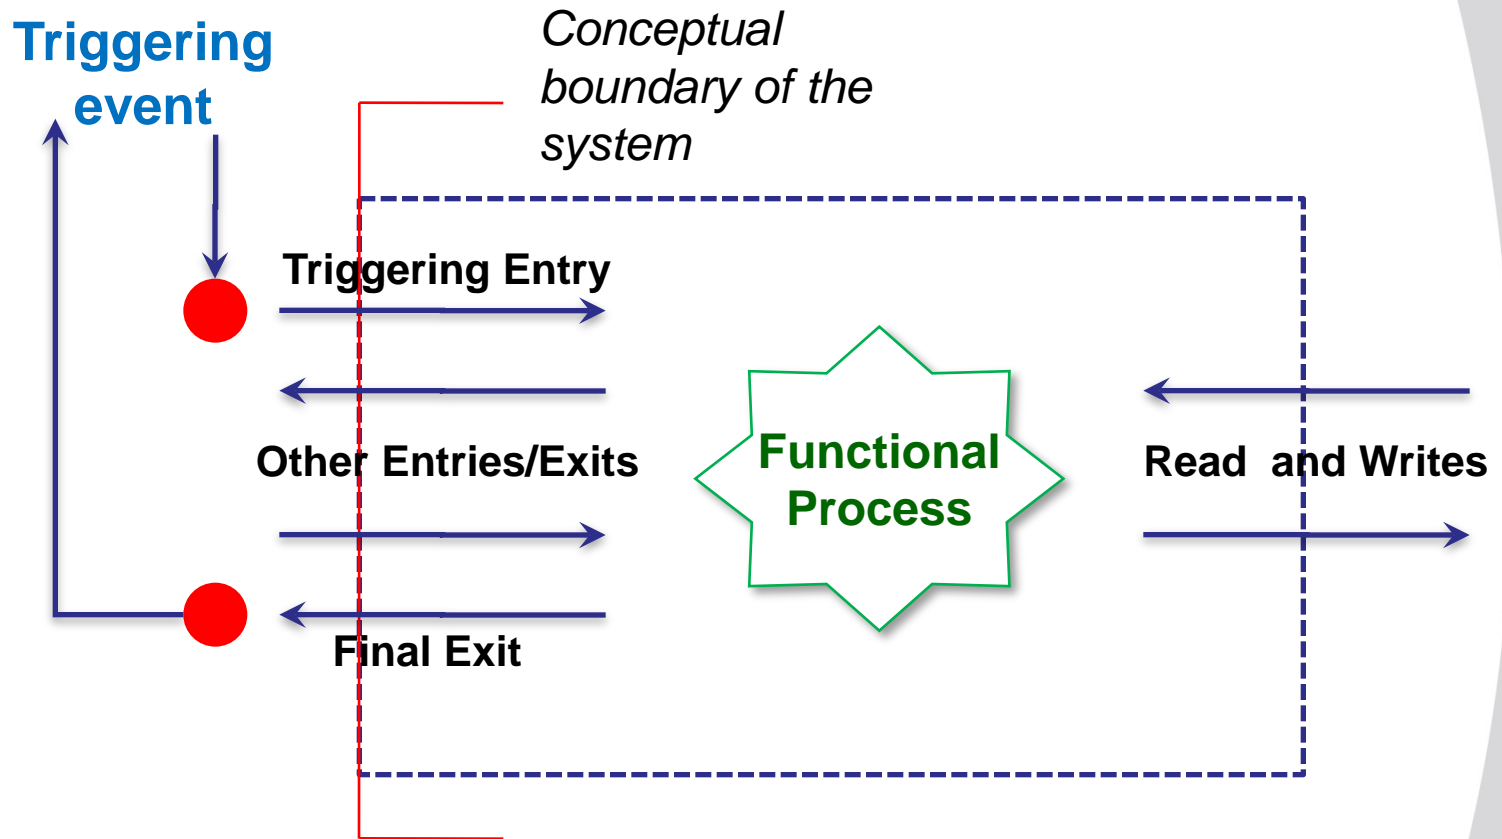 Triggering
event
Conceptual
boundary of the
system
Triggering Entry
Other Entries/Exits
Functional
Process
Read  and Writes
Final Exit